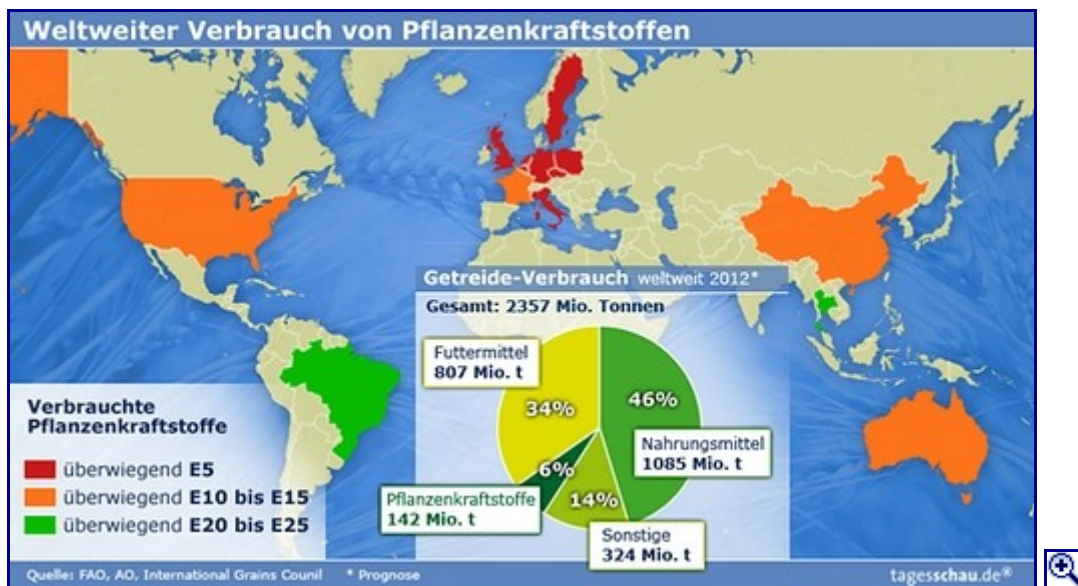 Weltweiter Verbrauch von Pflanzenkraftstoffen
Getreide-Verbrauch weltweit 2012*
Gesamt: 2357 Mio. Tonnen
Futtermittel
807 Mio. t
34%
46%
Nahrungsmittel
1085 Mio. t
6%
Pflanzenkraftstoffe
142 Mio. t
14%
Sonstige
324 Mio. t
Verbrauchte
Pflanzenkraftstoffe
überwiegend E5
überwiegend E10 bis E15
überwiegend E20 bis E25
Quelle: FAO, AO, International Grains Counil * Prognose
tagesschau.de®